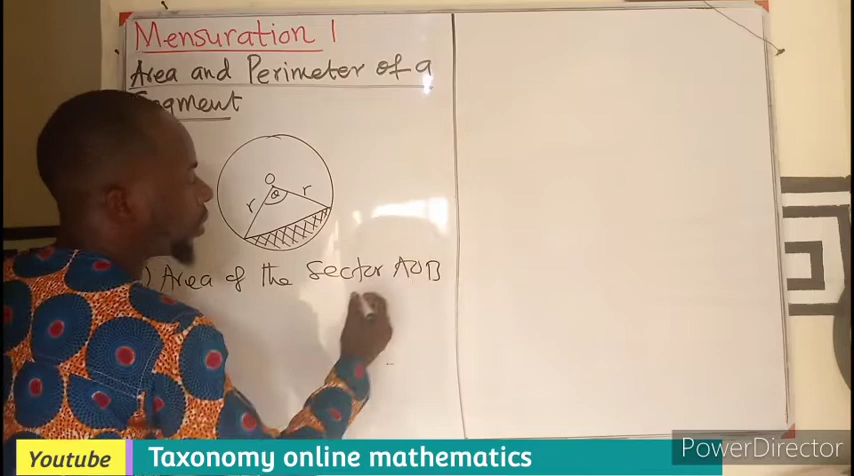 Mensuration 1
Area and Perimeter of a
Segment
O
θ
r
r
) Area of the Sector AOB
Youtube
Taxonomy online mathematics
PowerDirector